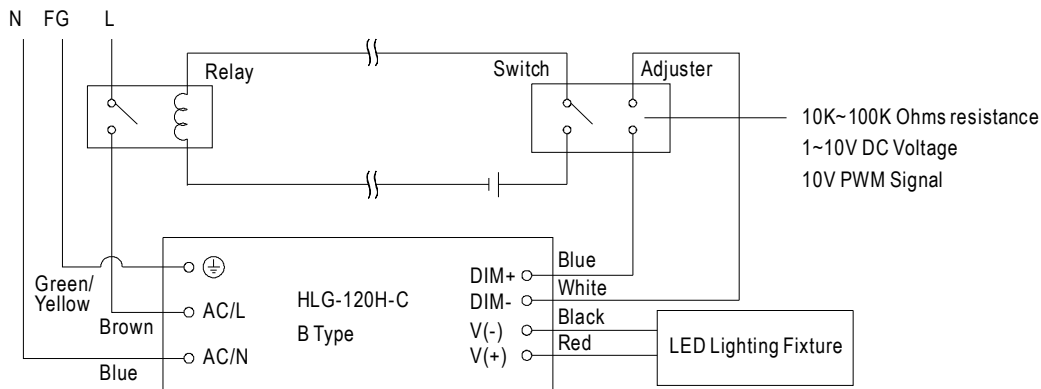 N FG L
Relay
Switch
Adjuster
10K~100K Ohms resistance
1~10V DC Voltage
10V PWM Signal
Green/
Yellow
Brown
Blue
AC/L
AC/N
HLG-120H-C
B Type
DIM+
DIM-
V(-)
V(+)
Blue
White
Black
Red
LED Lighting Fixture